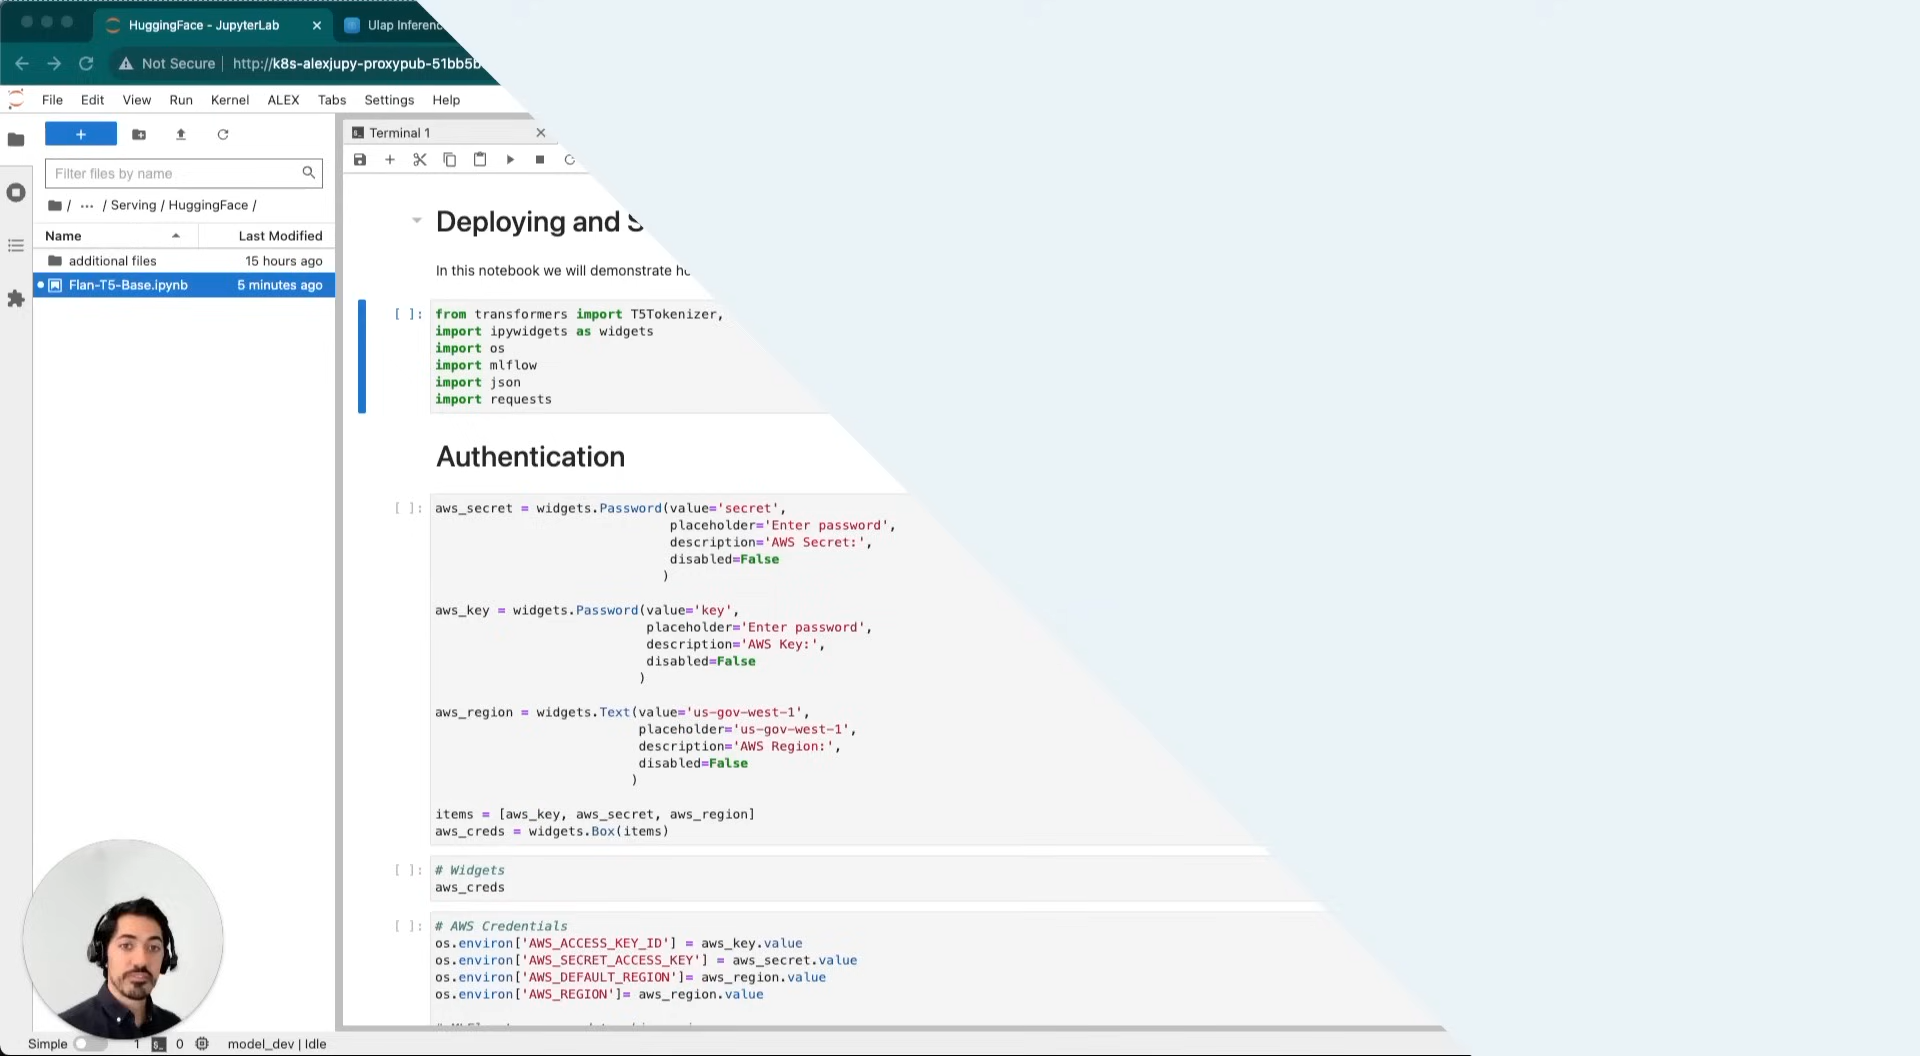 HuggingFace - JupyterLab
Ulap Inferenc
Not Secure
http://k8s-alexjupy-proxypub-51bb5b
File Edit View Run Kernel ALEX Tabs Settings Help
+
Terminal 1
Filter files by name
/ ··· / Serving / HuggingFace /
Name Last Modified
additional files 15 hours ago
Flan-T5-Base.ipynb 5 minutes ago
Deploying and S
In this notebook we will demonstrate ho
[ ]: from transformers import T5Tokenizer,
import ipywidgets as widgets
import os
import mlflow
import json
import requests
Authentication
[ ]: aws_secret = widgets.Password(value='secret',
placeholder='Enter password',
description='AWS Secret:',
disabled=False
)
aws_key = widgets.Password(value='key',
placeholder='Enter password',
description='AWS Key:',
disabled=False
)
aws_region = widgets.Text(value='us-gov-west-1',
placeholder='us-gov-west-1',
description='AWS Region:',
disabled=False
)
items = [aws_key, aws_secret, aws_region]
aws_creds = widgets.Box(items)
[ ]: # Widgets
aws_creds
[ ]: # AWS Credentials
os.environ['AWS_ACCESS_KEY_ID'] = aws_key.value
os.environ['AWS_SECRET_ACCESS_KEY'] = aws_secret.value
os.environ['AWS_DEFAULT_REGION']= aws_region.value
os.environ['AWS_REGION']= aws_region.value
Simple 1 0 model_dev | Idle